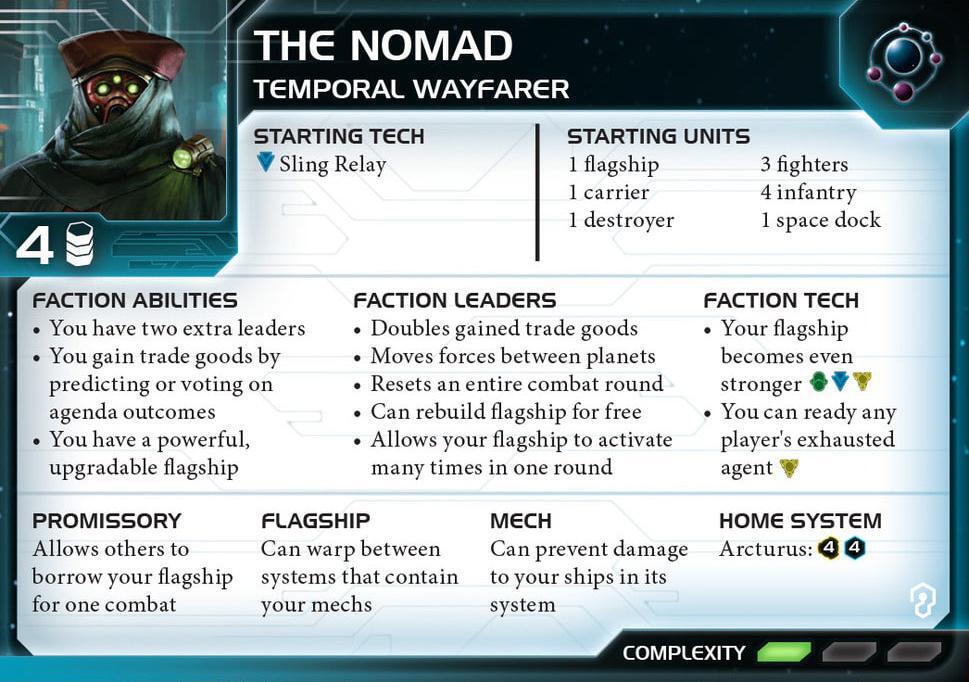 THE NOMAD
TEMPORAL WAYFARER
4
STARTING TECH
Sling Relay
STARTING UNITS
1 flagship
1 carrier
1 destroyer
3 fighters
4 infantry
1 space dock
FACTION ABILITIES
• You have two extra leaders
• You gain trade goods by
predicting or voting on
agenda outcomes
• You have a powerful,
upgradable flagship
FACTION LEADERS
• Doubles gained trade goods
• Moves forces between planets
• Resets an entire combat round
• Can rebuild flagship for free
• Allows your flagship to activate
many times in one round
FACTION TECH
• Your flagship
becomes even
stronger
• You can ready any
player's exhausted
agent
PROMISSORY
Allows others to
borrow your flagship
for one combat
FLAGSHIP
Can warp between
systems that contain
your mechs
MECH
Can prevent damage
to your ships in its
system
HOME SYSTEM
Arcturus: 4 4
COMPLEXITY